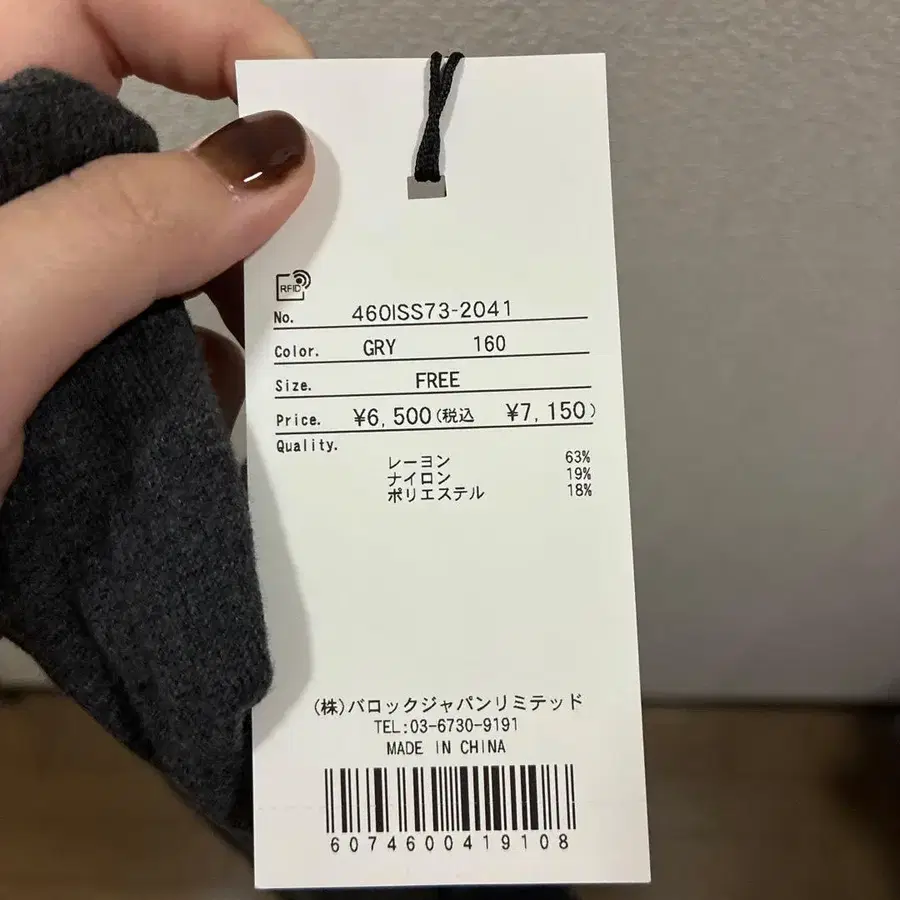 RFID
No. 460ISS73-2041
Color. GRY 160
Size. FREE
Price. ¥6,500(税込 ¥7,150)
Quality.
レーヨン 63%
ナイロン 19%
ポリエステル 18%
(株)バロックジャパンリミテッド
TEL:03-6730-9191
MADE IN CHINA
6074600419108